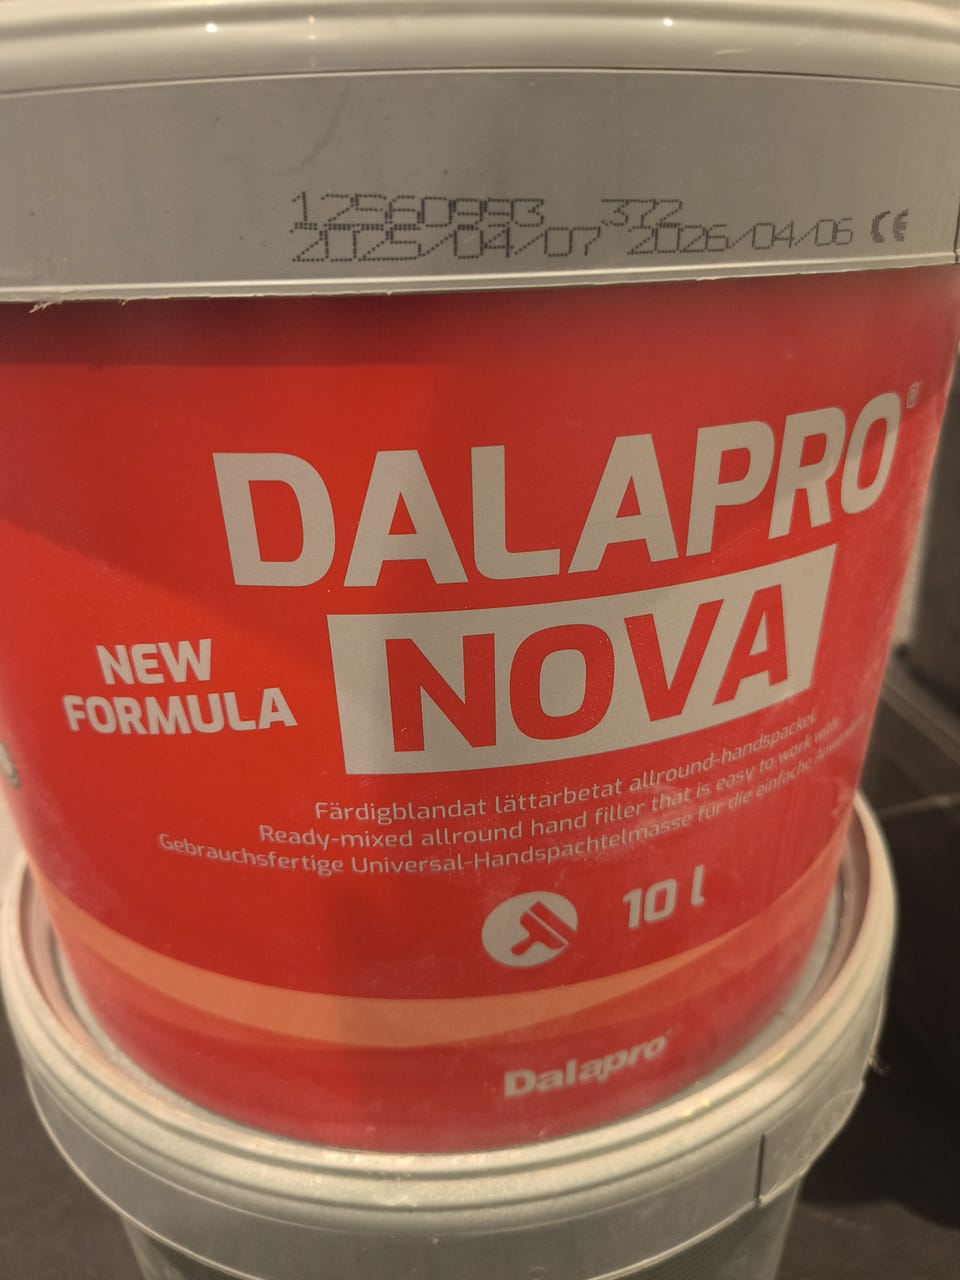 12560993 372
2025/04/07 2026/04/06 CE
DALAPRO®
NOVA
NEW
FORMULA
Färdigblandat lättarbetat allround-handspackel.
Ready-mixed allround hand filler that is easy to work with.
Gebrauchsfertige Universal-Handspachtelmasse für die einfache
10 l
Dalapro